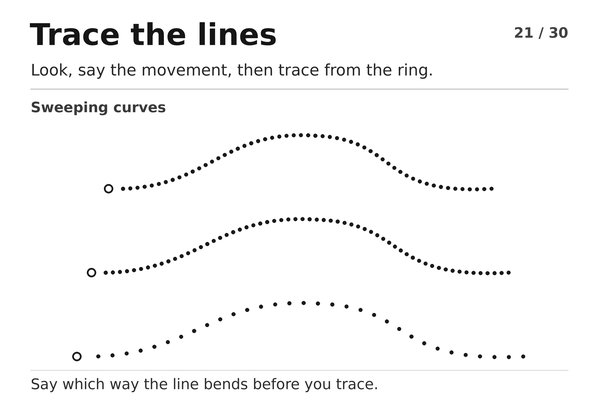 Trace the lines
21 / 30
Look, say the movement, then trace from the ring.
Sweeping curves
Say which way the line bends before you trace.